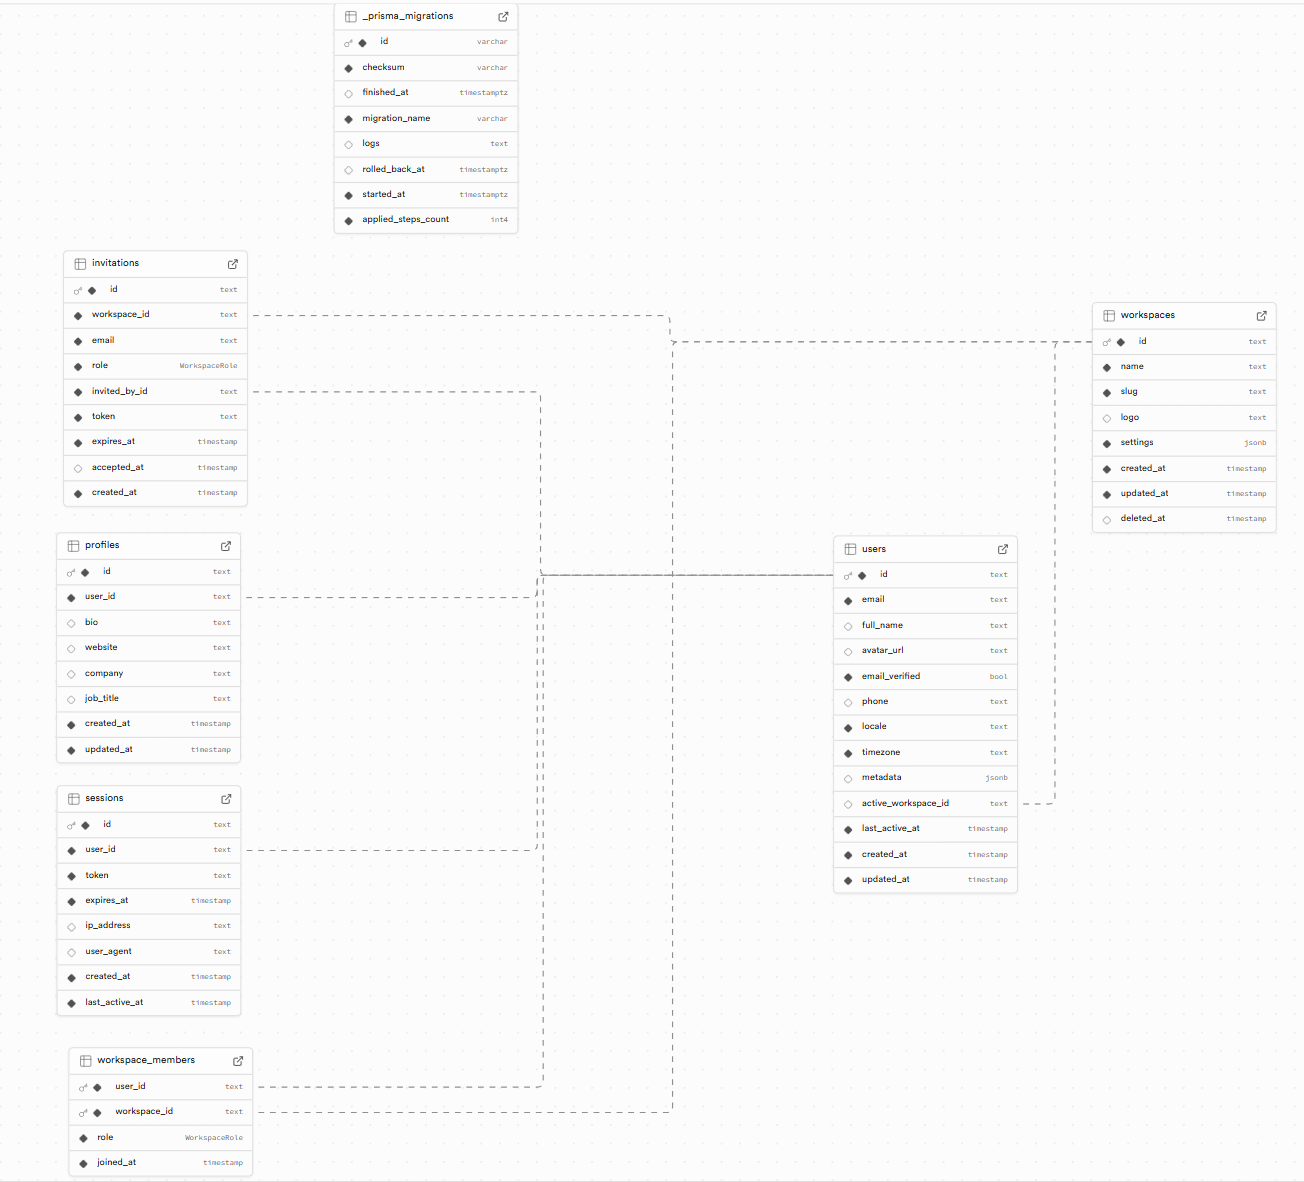 _prisma_migrations
id varchar
checksum varchar
finished_at timestamptz
migration_name varchar
logs text
rolled_back_at timestamptz
started_at timestamptz
applied_steps_count int4
invitations
id text
workspace_id text
email text
role WorkspaceRole
invited_by_id text
token text
expires_at timestamp
accepted_at timestamp
created_at timestamp
workspaces
id text
name text
slug text
logo text
settings jsonb
created_at timestamp
updated_at timestamp
deleted_at timestamp
profiles
id text
user_id text
bio text
website text
company text
job_title text
created_at timestamp
updated_at timestamp
users
id text
email text
full_name text
avatar_url text
email_verified bool
phone text
locale text
timezone text
metadata jsonb
active_workspace_id text
last_active_at timestamp
created_at timestamp
updated_at timestamp
sessions
id text
user_id text
token text
expires_at timestamp
ip_address text
user_agent text
created_at timestamp
last_active_at timestamp
workspace_members
user_id text
workspace_id text
role WorkspaceRole
joined_at timestamp